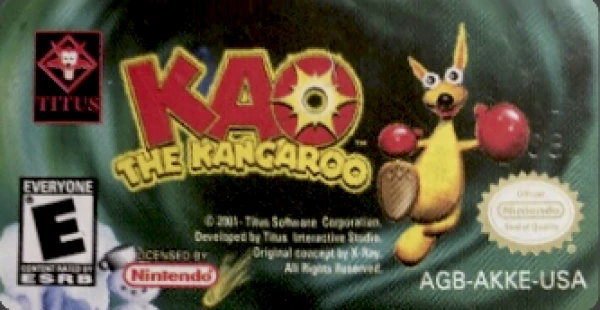 TITUS
KAO
THE KANGAROO
TM
EVERYONE
E
CONTENT RATED BY
ESRB
© 2001 - Titus Software Corporation.
Developed by Titus Interactive Studio.
Original concept by X-Ray.
All Rights Reserved.
LICENSED BY
Nintendo
Official
Nintendo
Seal of Quality
AGB-AKKE-USA